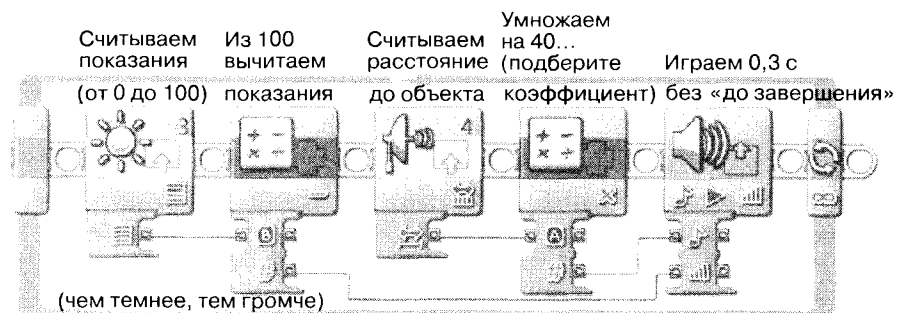 Считываем
показания
(от 0 до 100)
Из 100
вычитаем
показания
Считываем
расстояние
до объекта
Умножаем
на 40...
(подберите
коэффициент)
Играем 0,3 с
без «до завершения»
3
4
B
A
(чем темнее, тем громче)